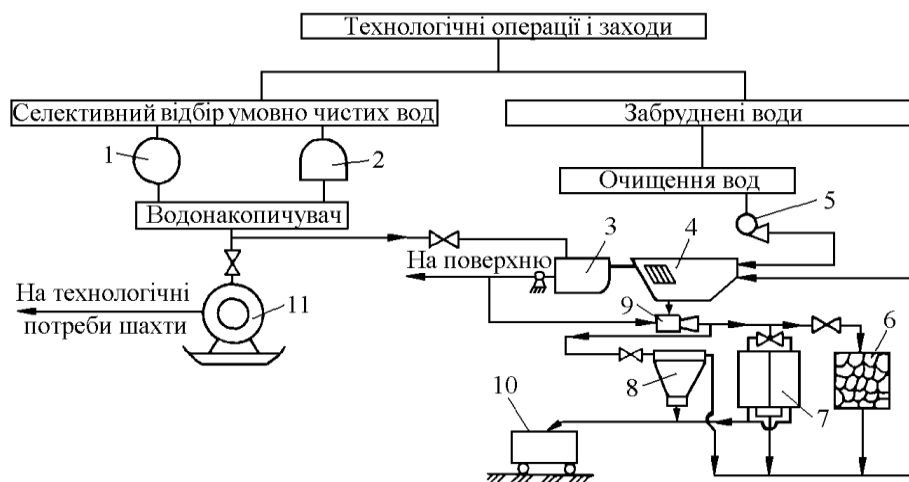 Технологічні операції і заходи
Селективний відбір умовно чистих вод
Забруднені води
1
2
Очищення вод
Водонакопичувач
5
3
4
На поверхню
На технологічні
потреби шахти
11
9
6
8
7
10